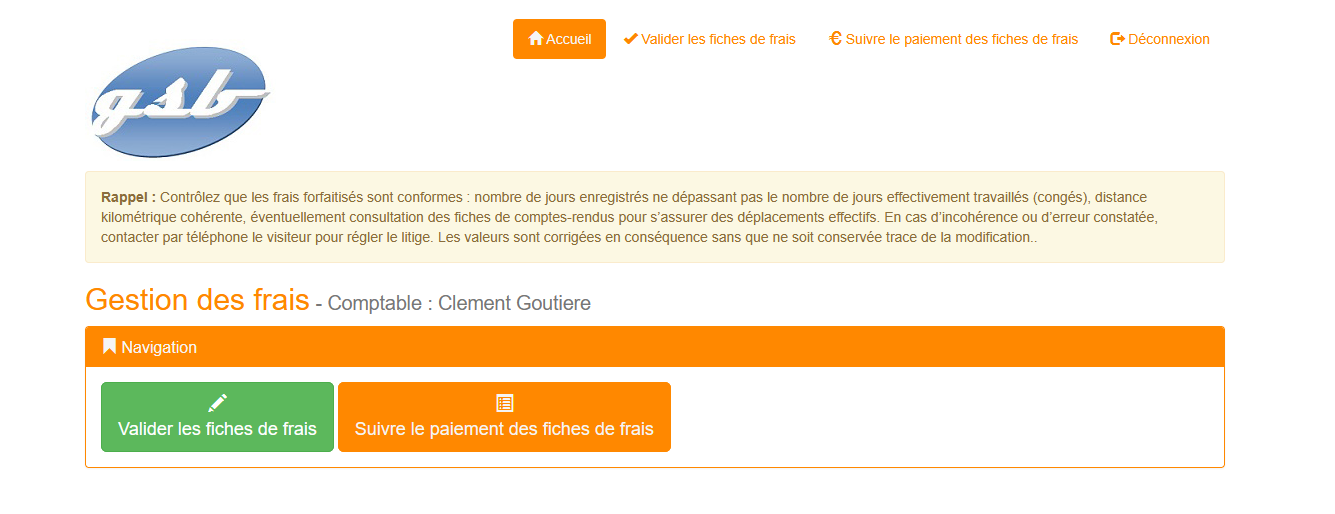 Accueil Valider les fiches de frais Suivre le paiement des fiches de frais Déconnexion
gsb
Rappel : Contrôlez que les frais forfaitisés sont conformes : nombre de jours enregistrés ne dépassant pas le nombre de jours effectivement travaillés (congés), distance
kilométrique cohérente, éventuellement consultation des fiches de comptes-rendus pour s’assurer des déplacements effectifs. En cas d’incohérence ou d’erreur constatée,
contacter par téléphone le visiteur pour régler le litige. Les valeurs sont corrigées en conséquence sans que ne soit conservée trace de la modification..
Gestion des frais - Comptable : Clement Goutiere
Navigation
Valider les fiches de frais Suivre le paiement des fiches de frais